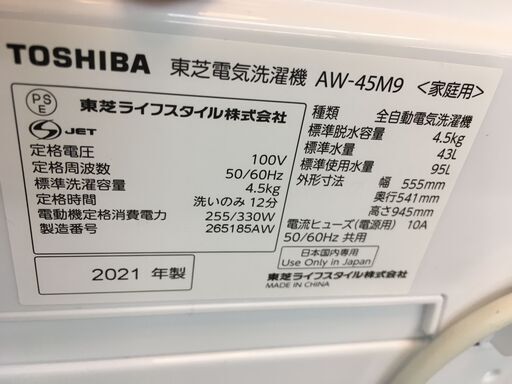 TOSHIBA 東芝電気洗濯機 AW-45M9 <家庭用>
PS
E
東芝ライフスタイル株式会社
JET
定格電圧 100V
定格周波数 50/60Hz
標準洗濯容量 4.5kg
定格時間 洗いのみ 12分
電動機定格消費電力 255/330W
製造番号 265185AW
2021 年製
種類 全自動電気洗濯機
標準脱水容量 4.5kg
標準水量 43L
標準使用水量 95L
外形寸法 幅 555mm
奥行541mm
高さ945mm
電流ヒューズ(電源用) 10A
50/60Hz 共用
日本国内専用
Use Only in Japan
東芝ライフスタイル株式会社
MADE IN CHINA